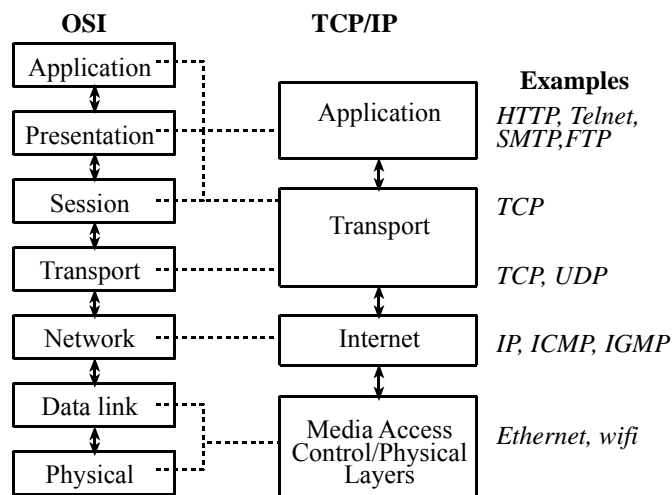 OSI
TCP/IP
Application
Presentation
Session
Transport
Network
Data link
Physical
Application
Transport
Internet
Media Access
Control/Physical
Layers
Examples
HTTP, Telnet,
SMTP,FTP
TCP
TCP, UDP
IP, ICMP, IGMP
Ethernet, wifi